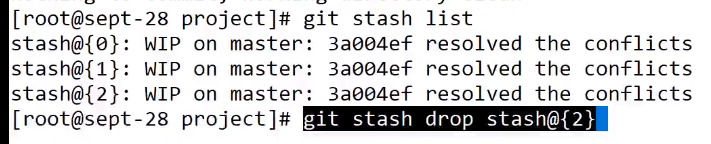 [root@sept-28 project]# git stash list
stash@{0}: WIP on master: 3a004ef resolved the conflicts
stash@{1}: WIP on master: 3a004ef resolved the conflicts
stash@{2}: WIP on master: 3a004ef resolved the conflicts
[root@sept-28 project]# git stash drop stash@{2}